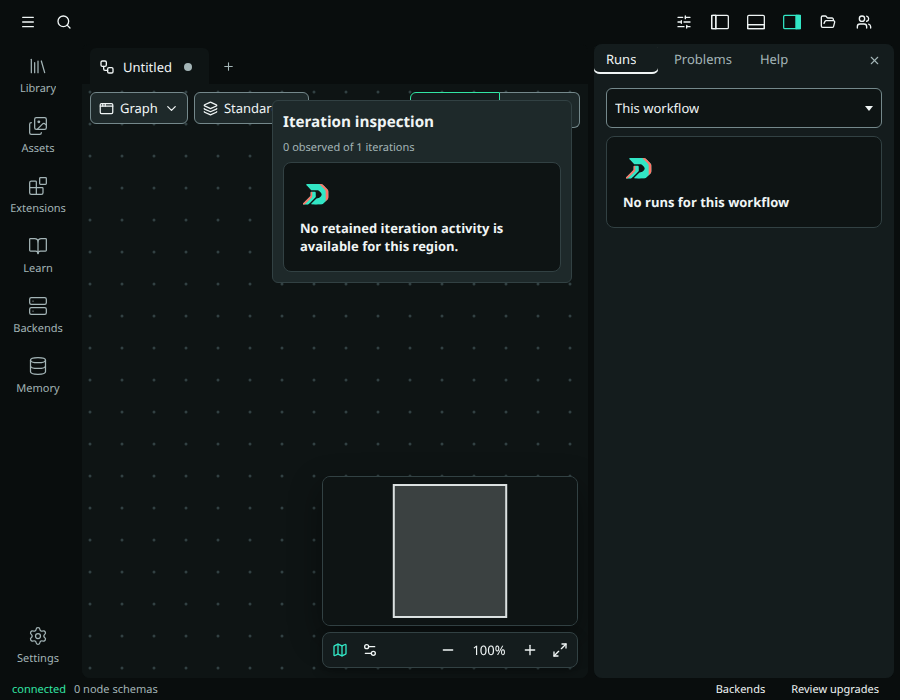 Library
Assets
Extensions
Learn
Backends
Memory
Settings
Untitled
Graph
Iteration inspection
0 observed of 1 iterations
No retained iteration activity is
available for this region.
100%
Runs Problems Help
This workflow
No runs for this workflow
connected 0 node schemas
Backends Review upgrades